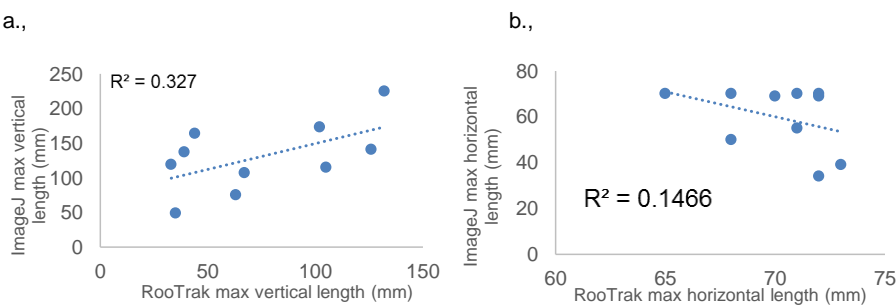 a.,
b.,
R² = 0.327
250
200
150
100
50
0
ImageJ max vertical
length (mm)
0 50 100 150
RooTrak max vertical length (mm)
80
60
40
20
0
ImageJ max horizontal
length (mm)
R² = 0.1466
60 65 70 75
RooTrak max horizontal length (mm)